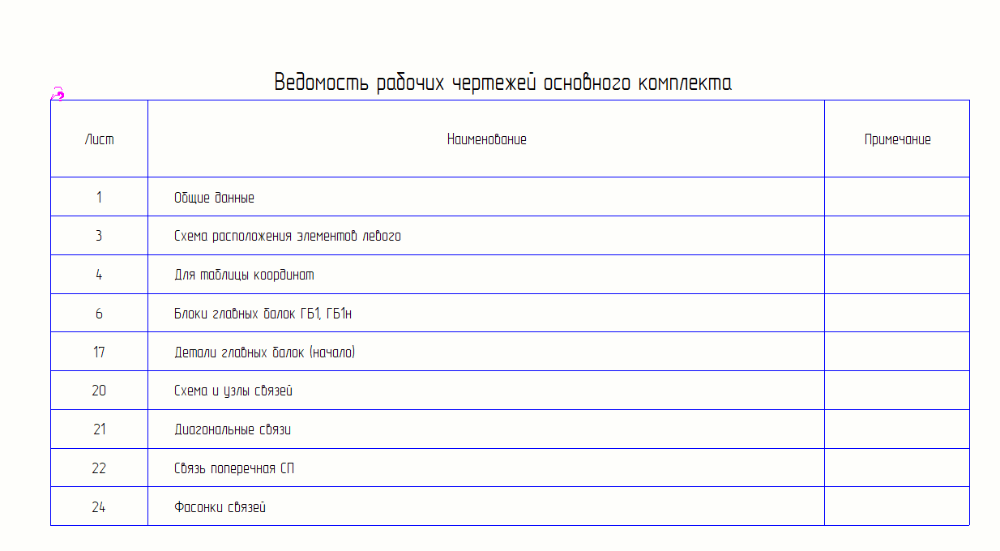 Ведомость рабочих чертежей основного комплекта
Лист Наименование Примечание
1 Общие данные
3 Схема расположения элементов левого
4 Для таблицы координат
6 Блоки главных балок ГБ1, ГБ1н
17 Детали главных балок (начало)
20 Схема и узлы связей
21 Диагональные связи
22 Связь поперечная СП
24 Фасонки связей